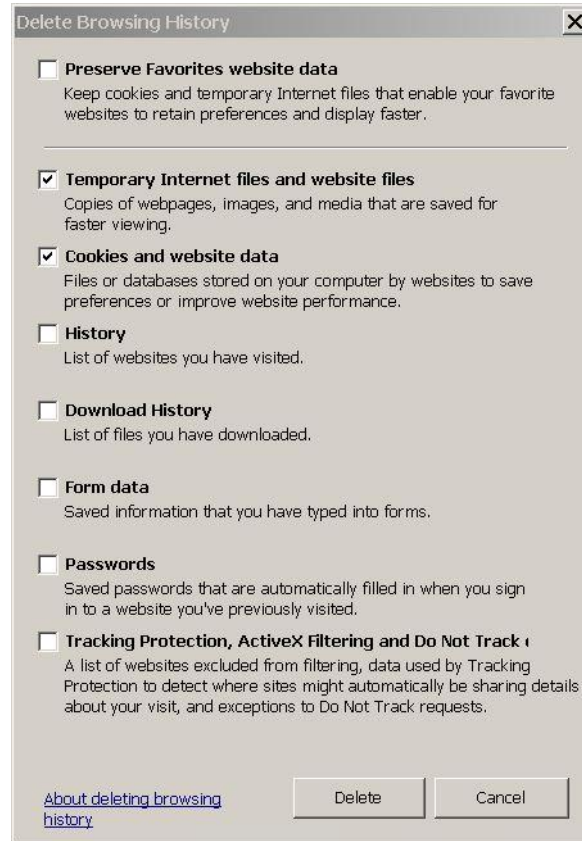 Delete Browsing History
Preserve Favorites website data
Keep cookies and temporary Internet files that enable your favorite
websites to retain preferences and display faster.
Temporary Internet files and website files
Copies of webpages, images, and media that are saved for
faster viewing.
Cookies and website data
Files or databases stored on your computer by websites to save
preferences or improve website performance.
History
List of websites you have visited.
Download History
List of files you have downloaded.
Form data
Saved information that you have typed into forms.
Passwords
Saved passwords that are automatically filled in when you sign
in to a website you've previously visited.
Tracking Protection, ActiveX Filtering and Do Not Track
A list of websites excluded from filtering, data used by Tracking
Protection to detect where sites might automatically be sharing details
about your visit, and exceptions to Do Not Track requests.
About deleting browsing
history
Delete
Cancel